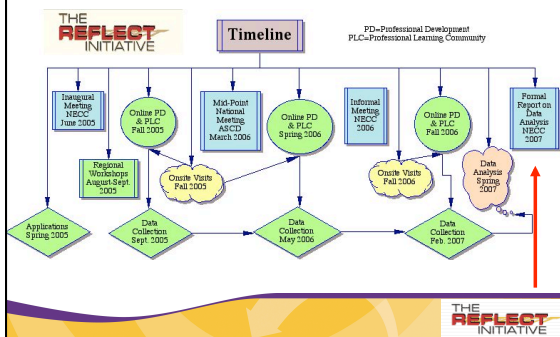 THE
REFLECT
INITIATIVE
Timeline
PD=Professional Development
PLC=Professional Learning Community
Inaugural
Meeting
NECC
June 2005
Online PD
& PLC
Fall 2005
Mid-Point
National
Meeting
ASCD
March 2006
Online PD
& PLC
Spring 2006
Informal
Meeting
NECC
2006
Online PD
& PLC
Fall 2006
Formal
Report on
Data
Analysis
NECC
2007
Regional
Workshops
August-Sept.
2005
Onsite Visits
Fall 2005
Onsite Visits
Fall 2006
Data
Analysis
Spring
2007
Applications
Spring 2005
Data
Collection
Sept. 2005
Data
Collection
May 2006
Data
Collection
Feb. 2007
THE
REFLECT
INITIATIVE